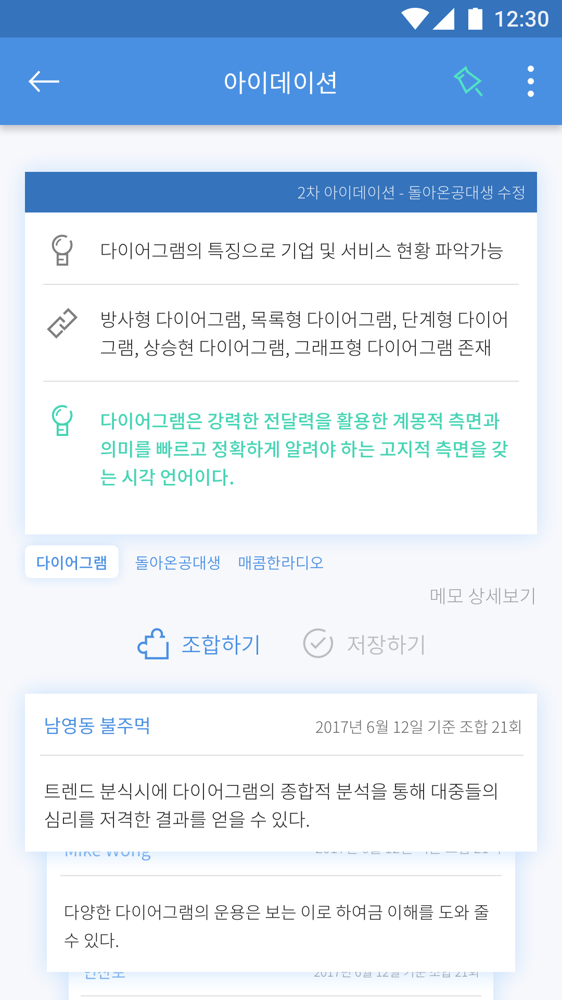 12:30
아이데이션
2차 아이데이션 - 돌아온공대생 수정
다이어그램의 특징으로 기업 및 서비스 현황 파악가능
방사형 다이어그램, 목록형 다이어그램, 단계형 다이어
그램, 상승현 다이어그램, 그래프형 다이어그램 존재
다이어그램은 강력한 전달력을 활용한 계몽적 측면과
의미를 빠르고 정확하게 알려야 하는 고지적 측면을 갖
는 시각 언어이다.
다이어그램 돌아온공대생 매콤한라디오
메모 상세보기
조합하기 저장하기
남영동 불주먹 2017년 6월 12일 기준 조합 21회
트렌드 분식시에 다이어그램의 종합적 분석을 통해 대중들의
심리를 저격한 결과를 얻을 수 있다.
Mike Wong
다양한 다이어그램의 운용은 보는 이로 하여금 이해를 도와 줄
수 있다.
2017년 6월 12일 기준 조합 21회